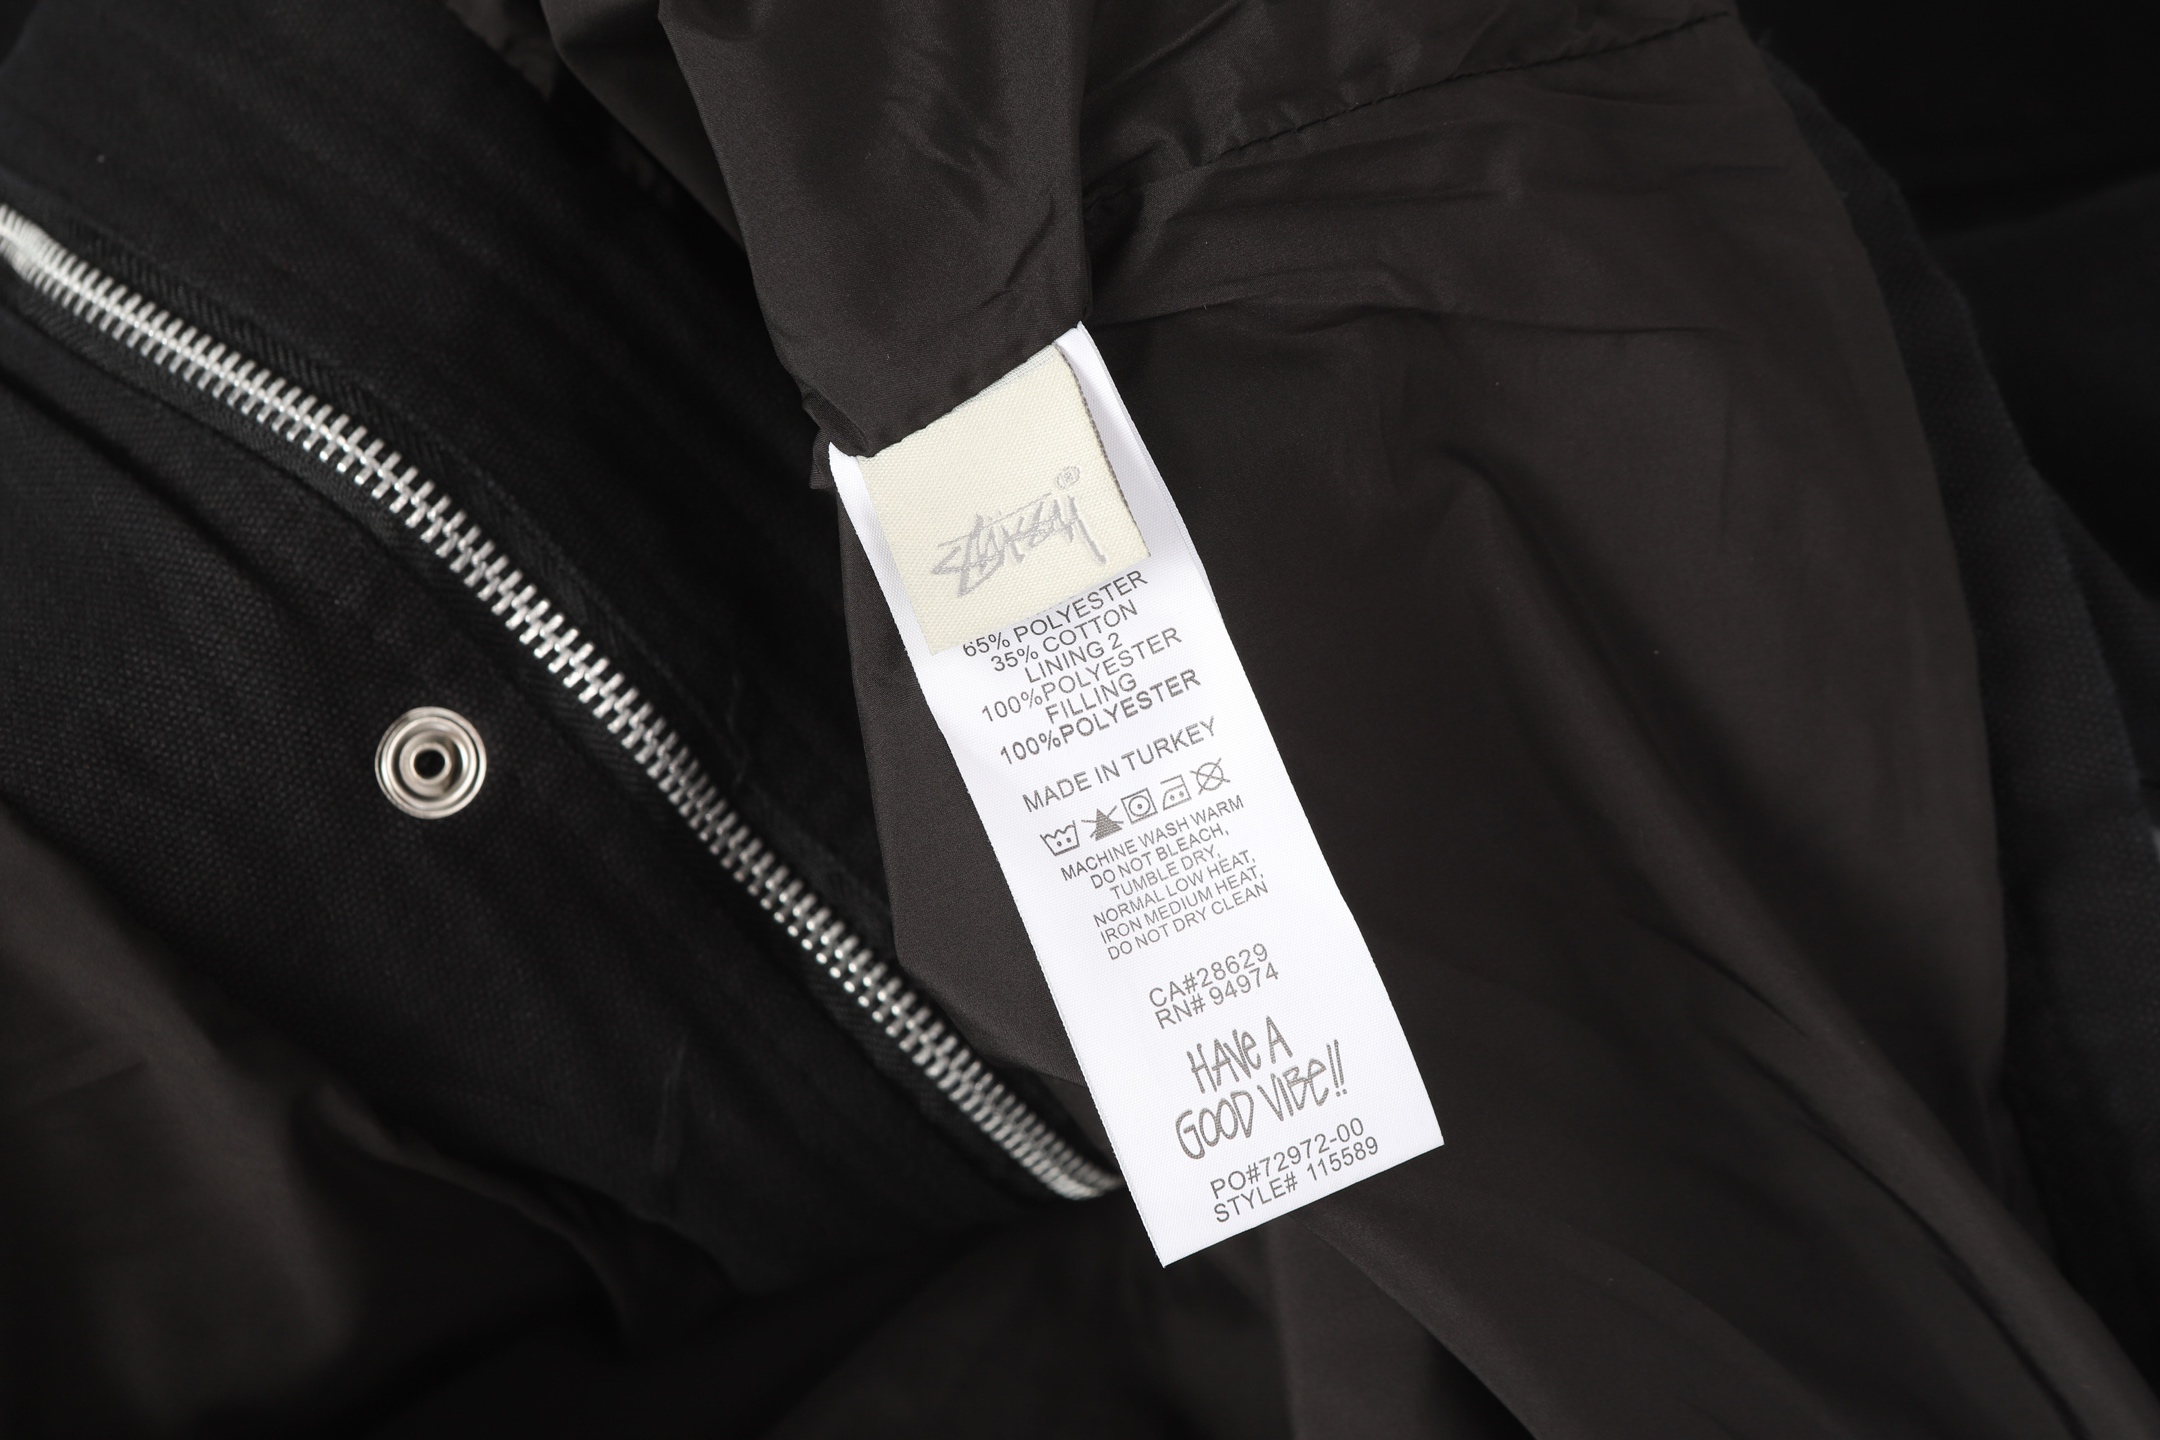 STUSSY®
65% POLYESTER
35% COTTON
LINING 2
100%POLYESTER
FILLING
100%POLYESTER
MADE IN TURKEY
MACHINE WASH WARM
DO NOT BLEACH,
TUMBLE DRY,
NORMAL LOW HEAT,
IRON MEDIUM HEAT,
DO NOT DRY CLEAN
CA#28629
RN# 94974
HAVE A
GOOD VIBE!!
PO#72972-00
STYLE# 115589